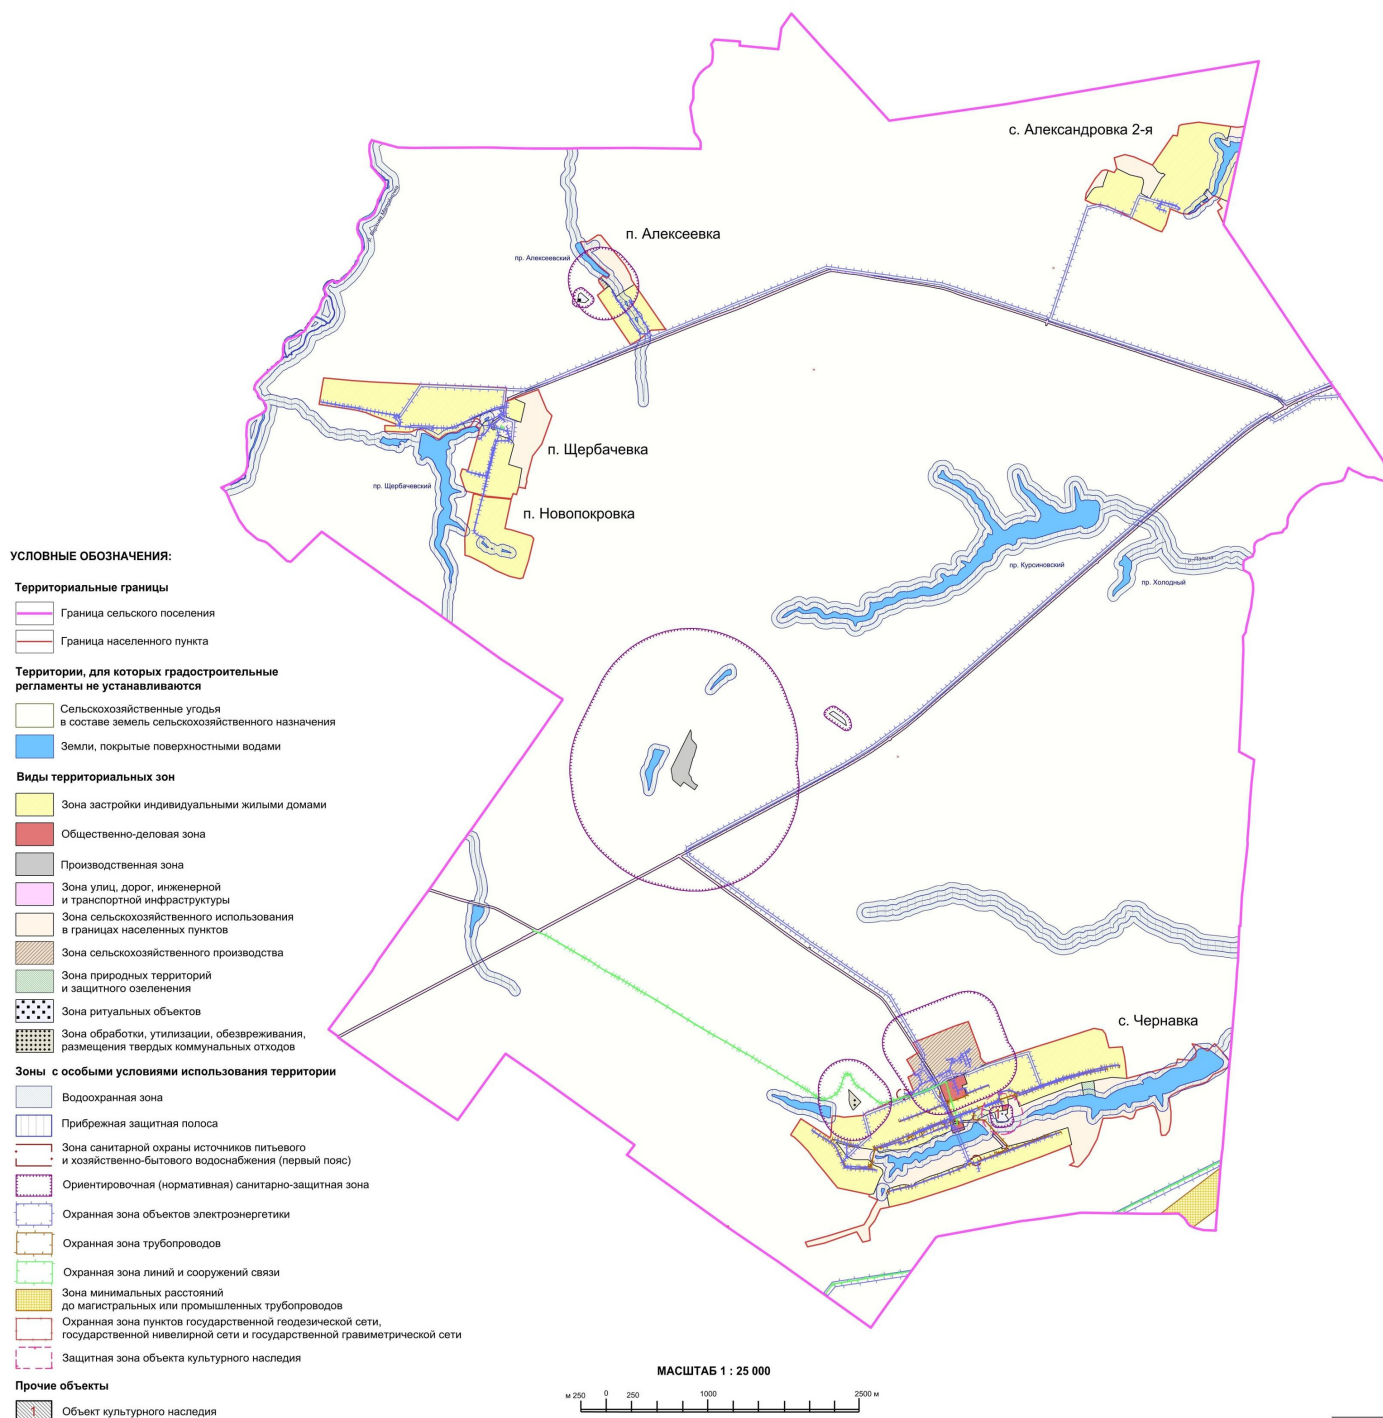 с. Александровка 2-я
п. Алексеевка
пр. Алексеевский
п. Щербачевка
пр. Щербачевский
п. Новопокровка
пр. Курсиновский
пр. Холодный
с. Чернавка
УСЛОВНЫЕ ОБОЗНАЧЕНИЯ:
Территориальные границы
Граница сельского поселения
Граница населенного пункта
Территории, для которых градостроительные
регламенты не устанавливаются
Сельскохозяйственные угодья
в составе земель сельскохозяйственного назначения
Земли, покрытые поверхностными водами
Виды территориальных зон
Зона застройки индивидуальными жилыми домами
Общественно-деловая зона
Производственная зона
Зона улиц, дорог, инженерной
и транспортной инфраструктуры
Зона сельскохозяйственного использования
в границах населенных пунктов
Зона сельскохозяйственного производства
Зона природных территорий
и защитного озеленения
Зона ритуальных объектов
Зона обработки, утилизации, обезвреживания,
размещения твердых коммунальных отходов
Зоны с особыми условиями использования территории
Водоохранная зона
Прибрежная защитная полоса
Зона санитарной охраны источников питьевого
и хозяйственно-бытового водоснабжения (первый пояс)
Ориентировочная (нормативная) санитарно-защитная зона
Охранная зона объектов электроэнергетики
Охранная зона трубопроводов
Охранная зона линий и сооружений связи
Зона минимальных расстояний
до магистральных или промышленных трубопроводов
Охранная зона пунктов государственной геодезической сети,
государственной нивелирной сети и государственной гравиметрической сети
Защитная зона объекта культурного наследия
Прочие объекты
1 Объект культурного наследия
МАСШТАБ 1 : 25 000
м 250 0 250 1000 2500 м